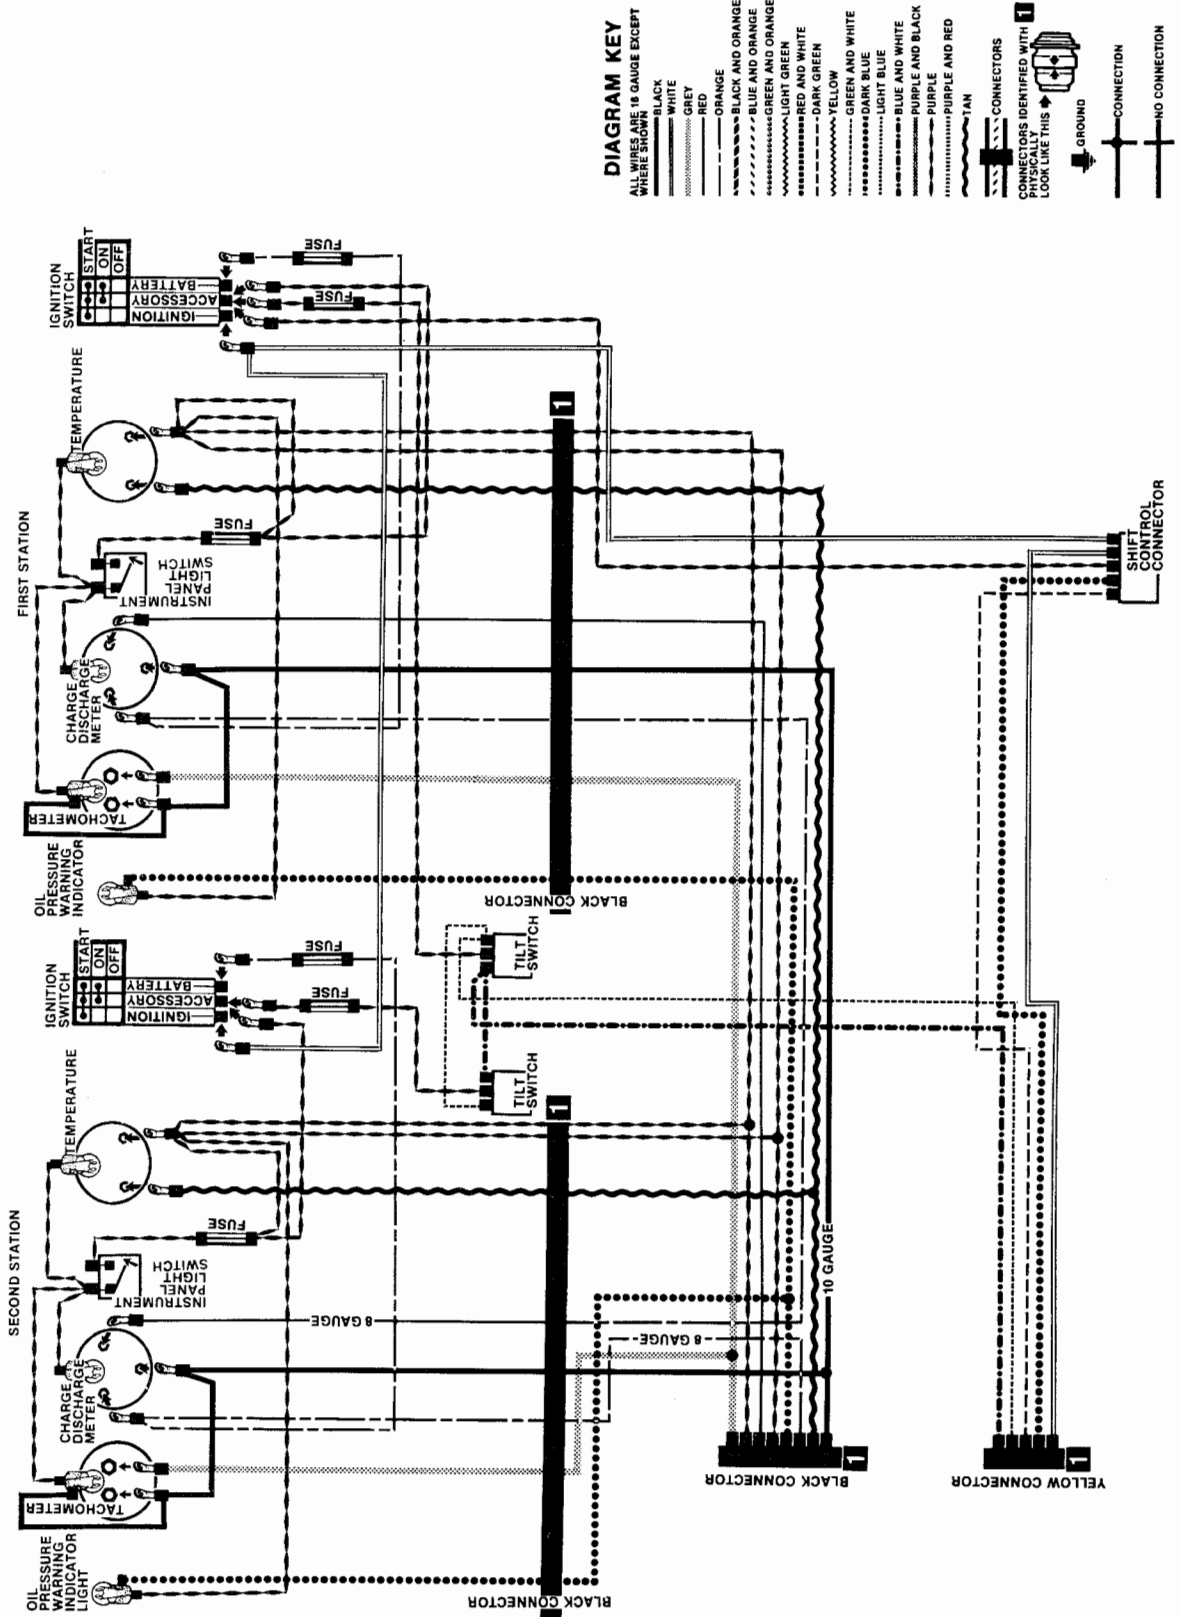 DIAGRAM KEY
ALL WIRES ARE 16 GAUGE EXCEPT
WHERE SHOWN
BLACK
WHITE
GREY
RED
ORANGE
BLACK AND ORANGE
BLUE AND ORANGE
GREEN AND ORANGE
LIGHT GREEN
RED AND WHITE
DARK GREEN
YELLOW
GREEN AND WHITE
DARK BLUE
LIGHT BLUE
BLUE AND WHITE
PURPLE AND BLACK
PURPLE
PURPLE AND RED
TAN
CONNECTORS
CONNECTORS IDENTIFIED WITH 1
PHYSICALLY
LOOK LIKE THIS
GROUND
CONNECTION
NO CONNECTION
FIRST STATION
IGNITION
SWITCH
START
ON
OFF
BATTERY
ACCESSORY
IGNITION
FUSE
FUSE
TEMPERATURE
FUSE
INSTRUMENT
PANEL
LIGHT
SWITCH
CHARGE
DISCHARGE
METER
TACHOMETER
OIL
PRESSURE
WARNING
INDICATOR
1
BLACK CONNECTOR
1
SHIFT
CONTROL
CONNECTOR
SECOND STATION
IGNITION
SWITCH
START
ON
OFF
BATTERY
ACCESSORY
IGNITION
FUSE
FUSE
TILT
SWITCH
TILT
SWITCH
TEMPERATURE
FUSE
INSTRUMENT
PANEL
LIGHT
SWITCH
CHARGE
DISCHARGE
METER
TACHOMETER
OIL
PRESSURE
WARNING
INDICATOR
LIGHT
8 GAUGE
8 GAUGE
10 GAUGE
1
BLACK CONNECTOR
1
BLACK CONNECTOR
1
YELLOW CONNECTOR
1